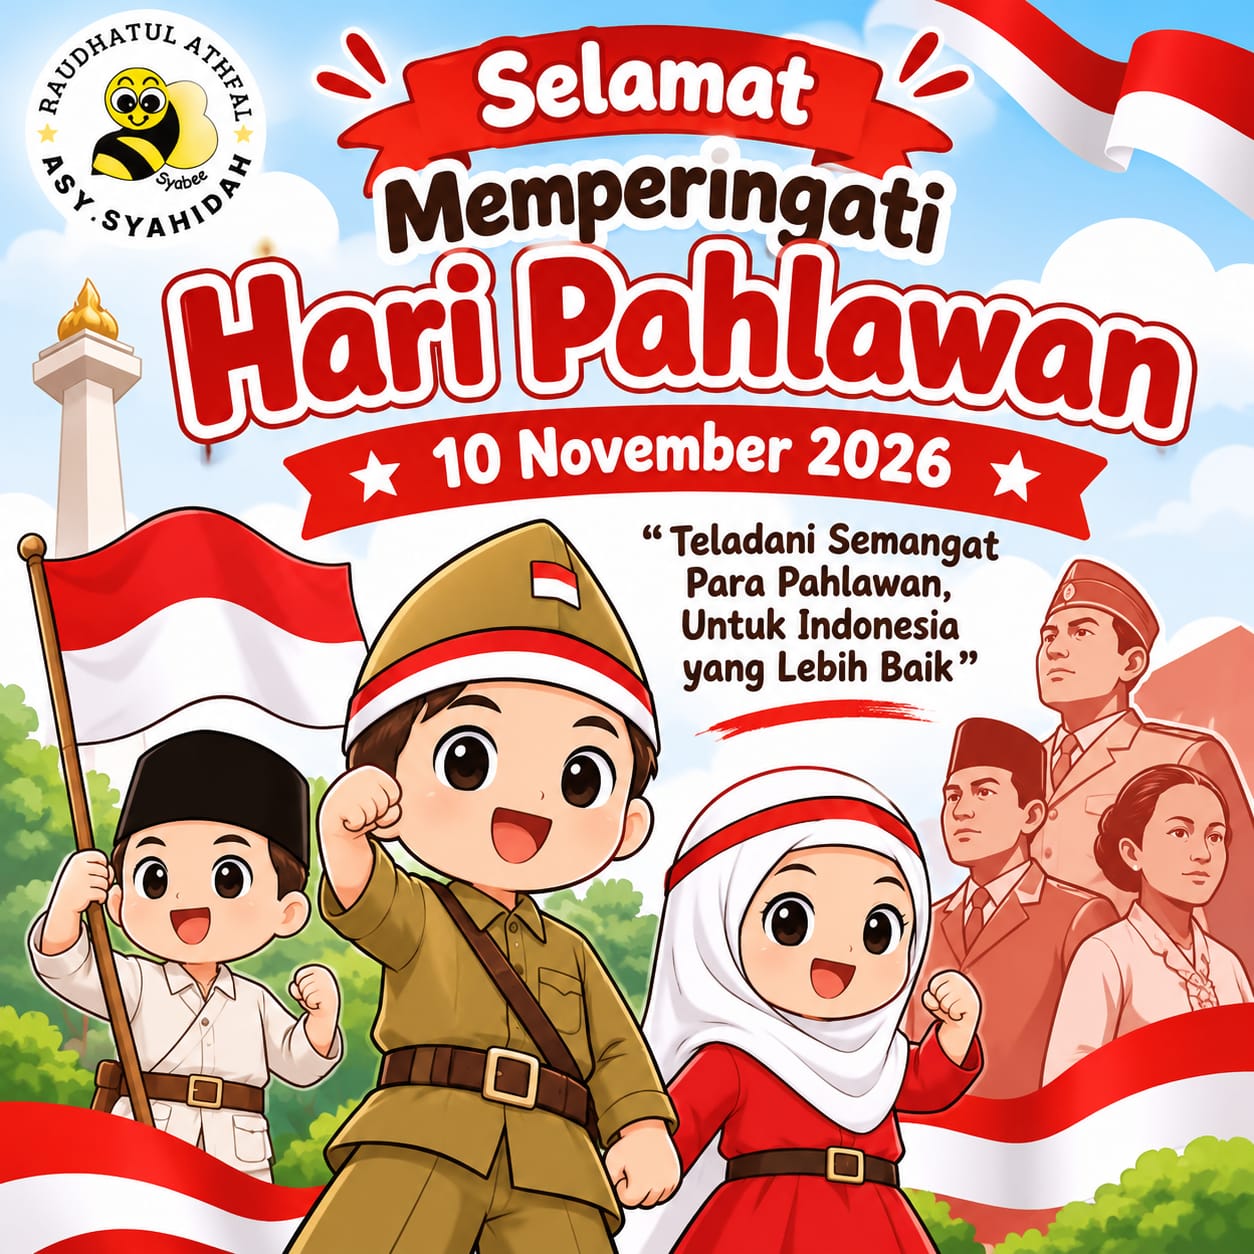 RAUDHATUL ATHFAL
Syabee
ASY-SYAHIDAH
Selamat
Memperingati
Hari Pahlawan
10 November 2026
“Teladani Semangat
Para Pahlawan,
Untuk Indonesia
yang Lebih Baik”